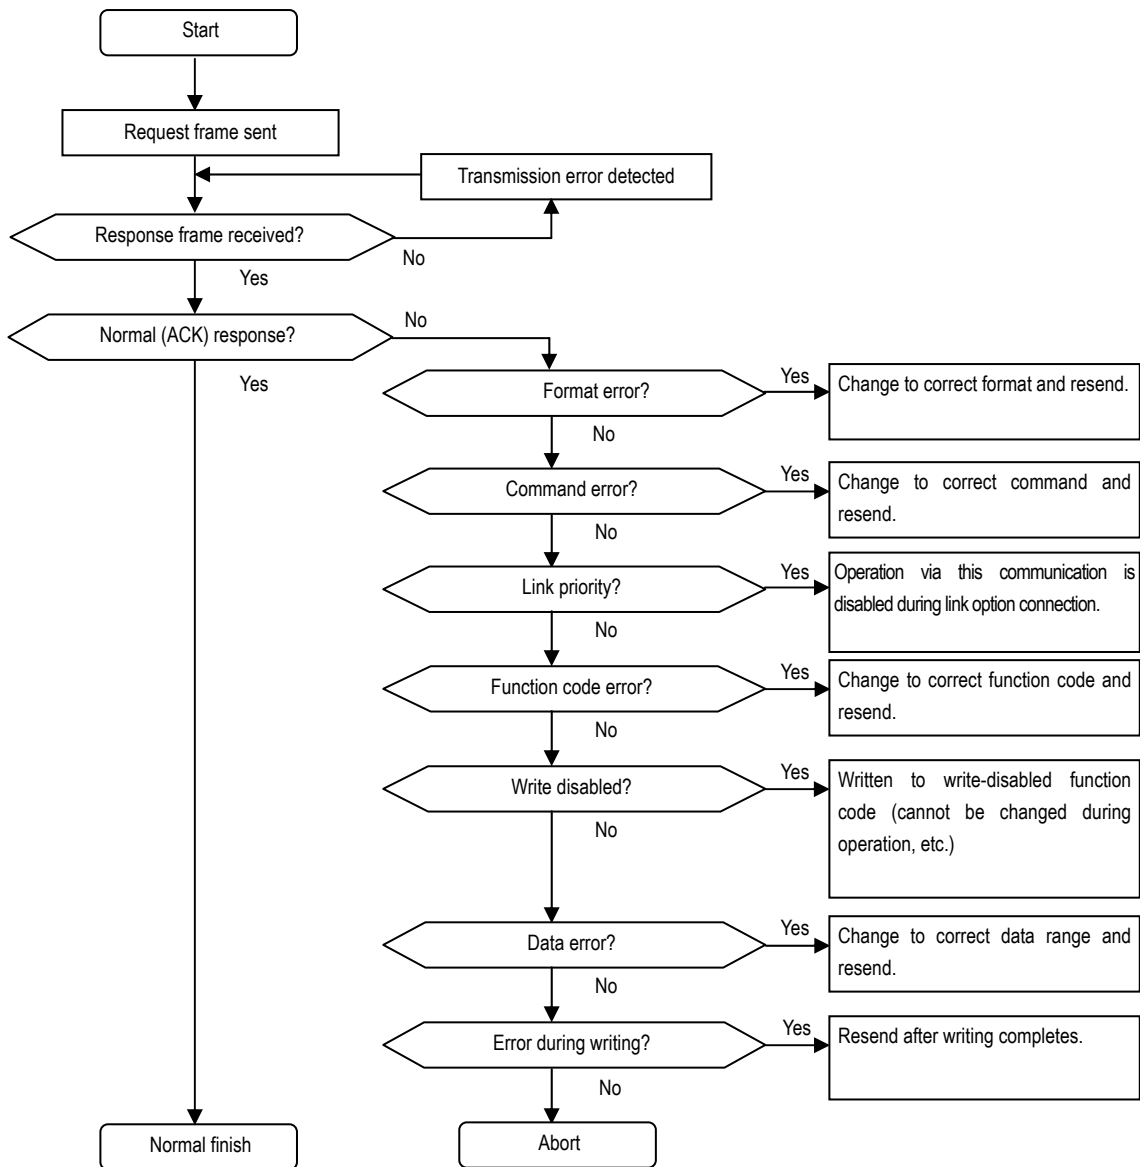 Start
Request frame sent
Transmission error detected
Response frame received?
No
Yes
Normal (ACK) response?
No
Yes
Format error?
Yes
Change to correct format and resend.
No
Command error?
Yes
Change to correct command and
resend.
No
Link priority?
Yes
Operation via this communication is
disabled during link option connection.
No
Function code error?
Yes
Change to correct function code and
resend.
No
Write disabled?
Yes
Written to write-disabled function
code (cannot be changed during
operation, etc.)
No
Data error?
Yes
Change to correct data range and
resend.
No
Error during writing?
Yes
Resend after writing completes.
No
Normal finish
Abort